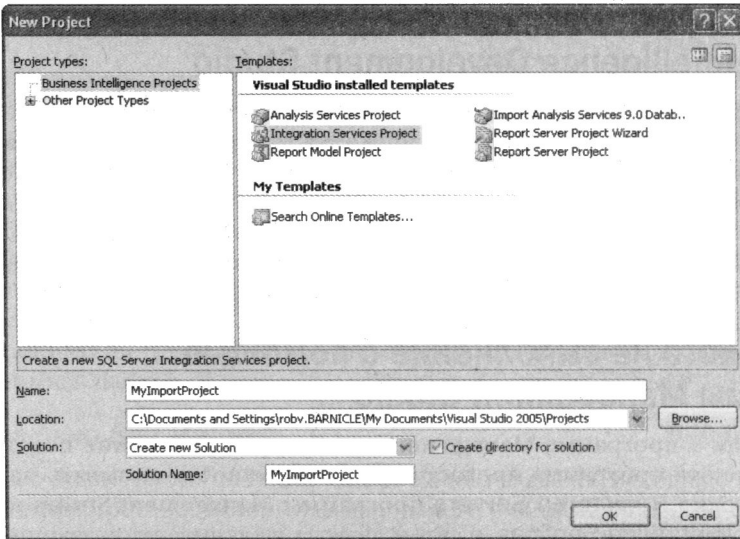 New Project
Project types:
Business Intelligence Projects
Other Project Types
Templates:
Visual Studio installed templates
Analysis Services Project
Integration Services Project
Report Model Project
Import Analysis Services 9.0 Datab..
Report Server Project Wizard
Report Server Project
My Templates
Search Online Templates...
Create a new SQL Server Integration Services project.
Name:
MyImportProject
Location:
C:\Documents and Settings\robv.BARNICLE\My Documents\Visual Studio 2005\Projects
Browse...
Solution:
Create new Solution
Create directory for solution
Solution Name:
MyImportProject
OK
Cancel